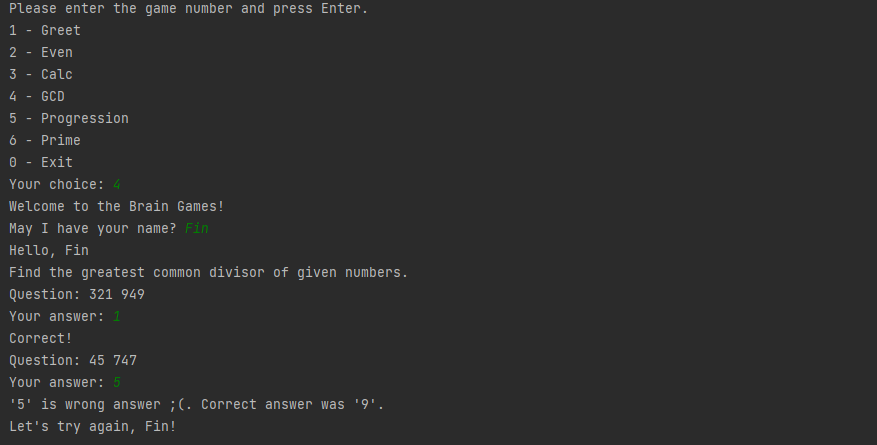 Please enter the game number and press Enter.
1 - Greet
2 - Even
3 - Calc
4 - GCD
5 - Progression
6 - Prime
0 - Exit
Your choice: 4
Welcome to the Brain Games!
May I have your name? Fin
Hello, Fin
Find the greatest common divisor of given numbers.
Question: 321 949
Your answer: 1
Correct!
Question: 45 747
Your answer: 5
'5' is wrong answer ;(. Correct answer was '9'.
Let's try again, Fin!